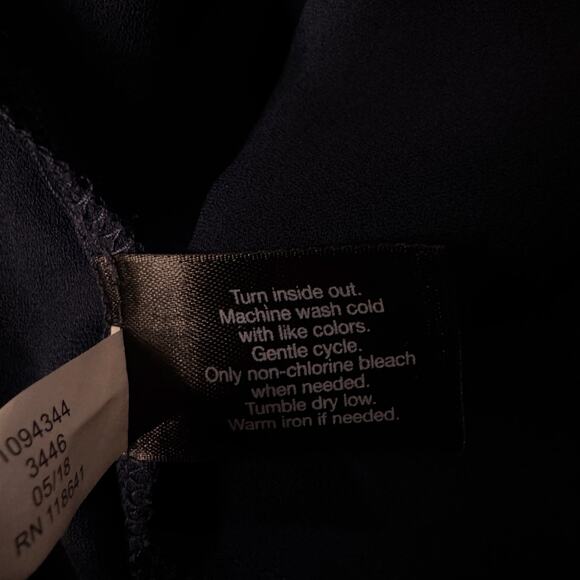 Turn inside out.
Machine wash cold
with like colors.
Gentle cycle.
Only non-chlorine bleach
when needed.
Tumble dry low.
Warm iron if needed.
1094344
3446
05/18
RN 118641